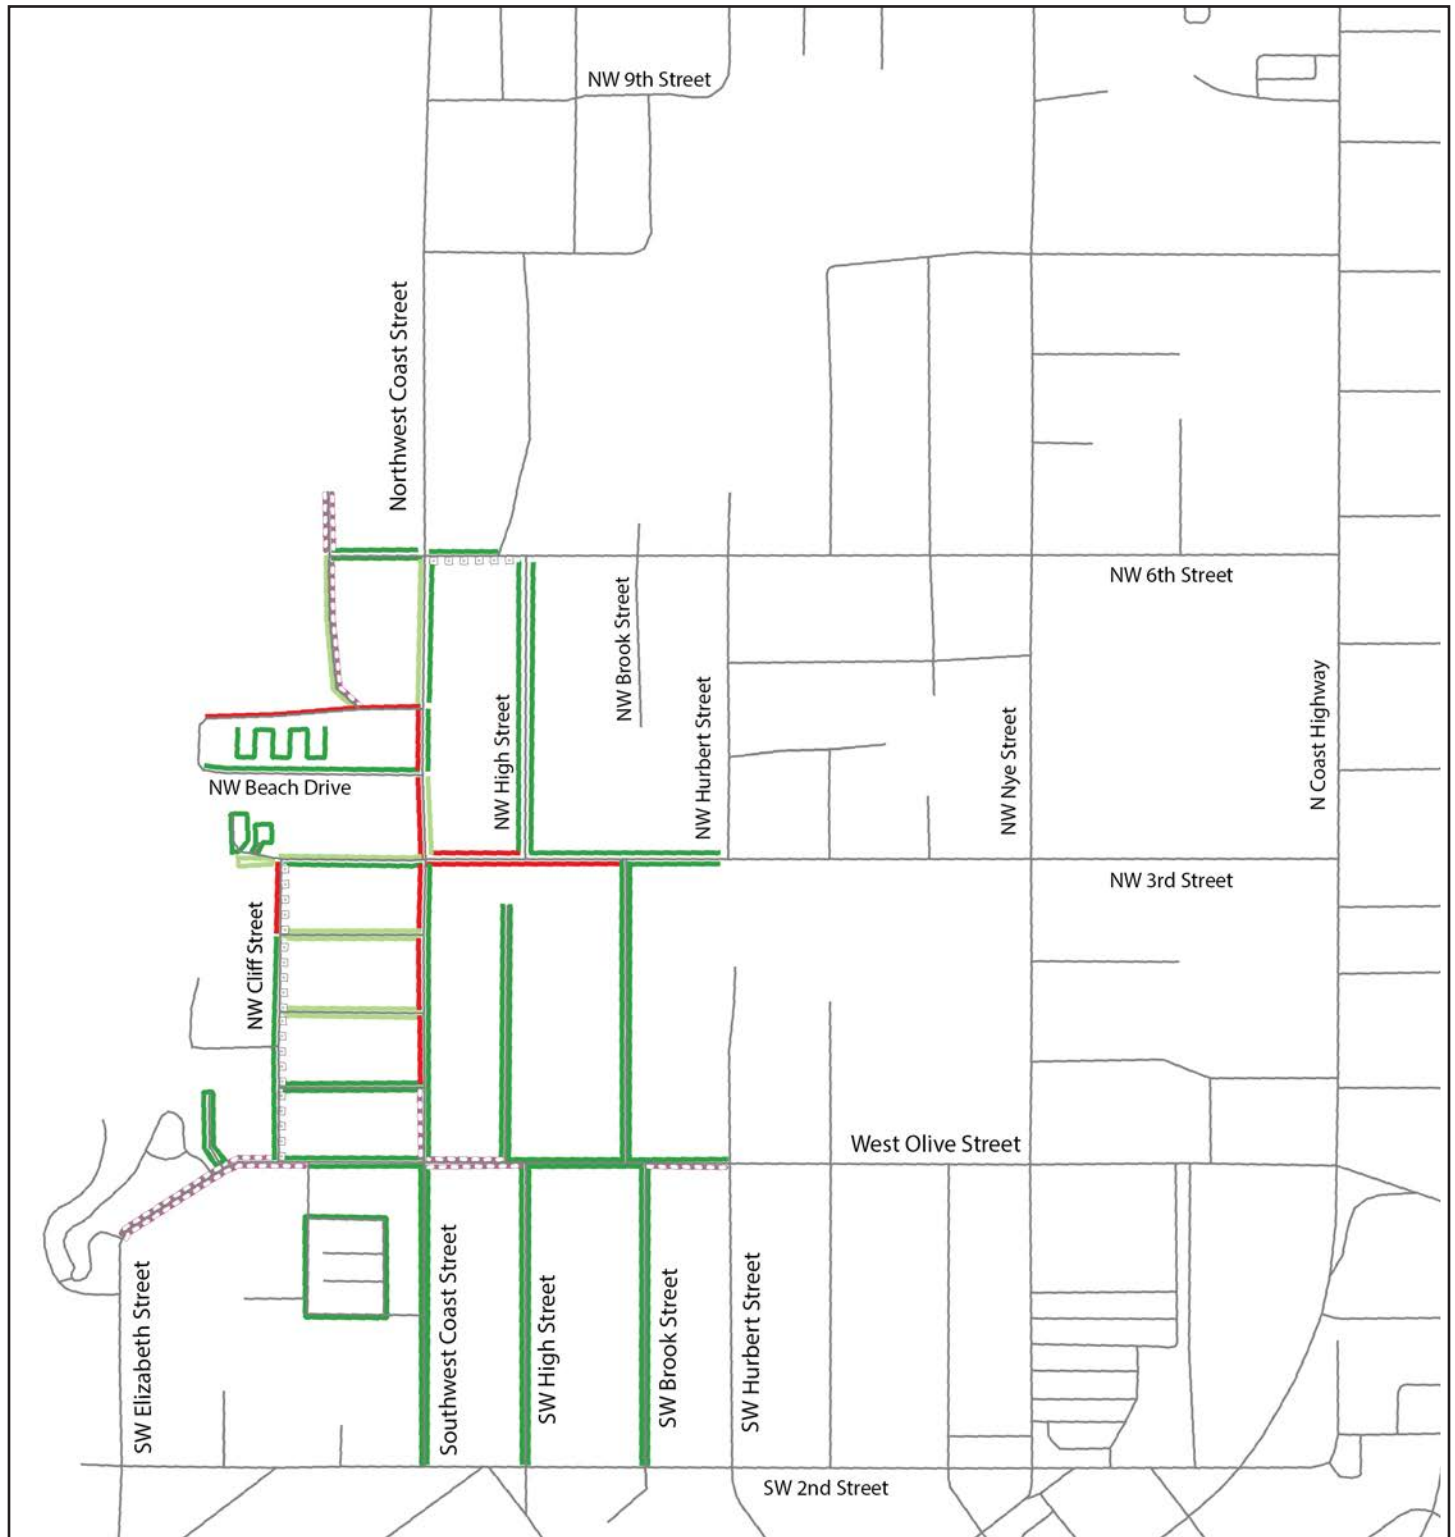 NW 9th Street
Northwest Coast Street
NW 6th Street
NW Brook Street
NW High Street
NW Hurbert Street
NW Nye Street
N Coast Highway
NW Beach Drive
NW 3rd Street
NW Cliff Street
West Olive Street
SW Elizabeth Street
Southwest Coast Street
SW High Street
SW Brook Street
SW Hurbert Street
SW 2nd Street